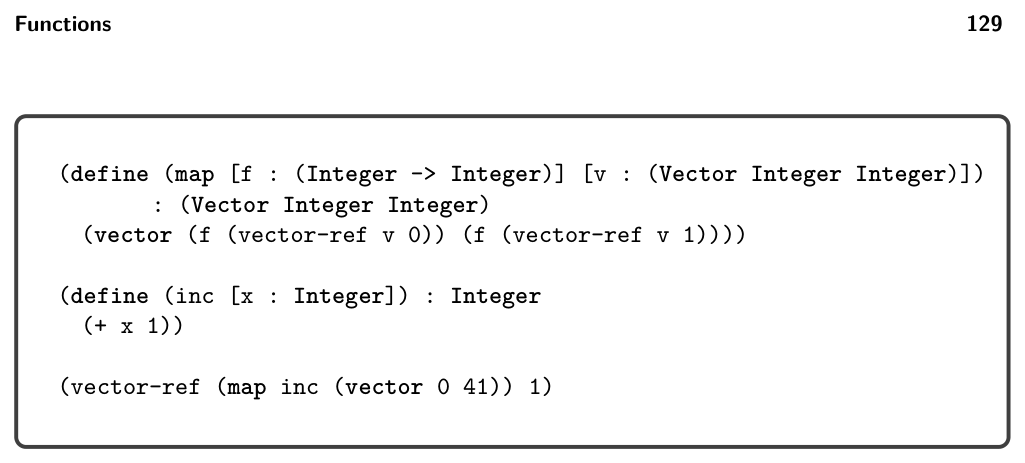 Functions 129
(define (map [f : (Integer -> Integer)] [v : (Vector Integer Integer)])
: (Vector Integer Integer)
(vector (f (vector-ref v 0)) (f (vector-ref v 1))))
(define (inc [x : Integer]) : Integer
(+ x 1))
(vector-ref (map inc (vector 0 41)) 1)